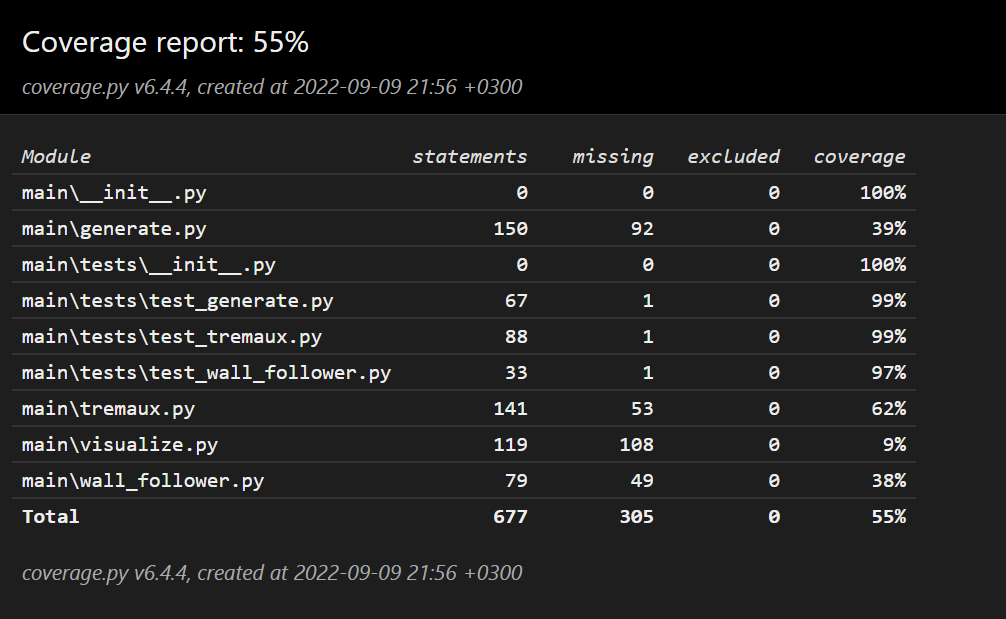 Coverage report: 55%
coverage.py v6.4.4, created at 2022-09-09 21:56 +0300
Module statements missing excluded coverage
main\__init__.py 0 0 0 100%
main\generate.py 150 92 0 39%
main\tests\__init__.py 0 0 0 100%
main\tests\test_generate.py 67 1 0 99%
main\tests\test_tremaux.py 88 1 0 99%
main\tests\test_wall_follower.py 33 1 0 97%
main\tremaux.py 141 53 0 62%
main\visualize.py 119 108 0 9%
main\wall_follower.py 79 49 0 38%
Total 677 305 0 55%
coverage.py v6.4.4, created at 2022-09-09 21:56 +0300